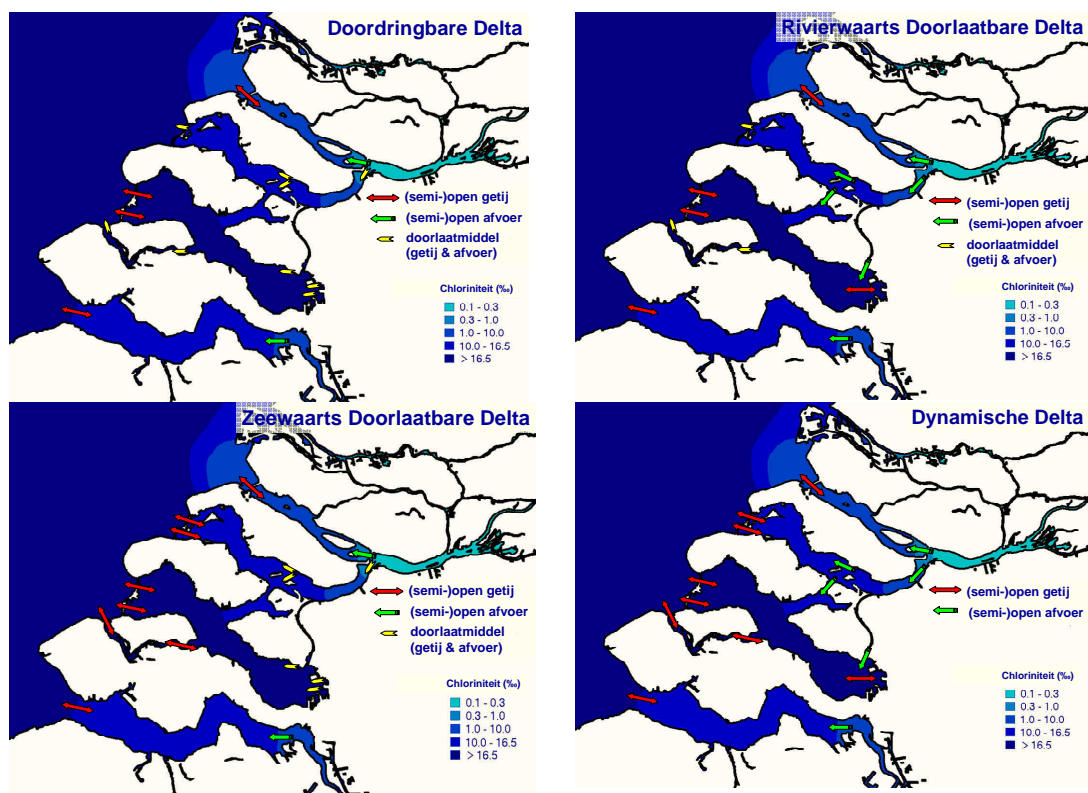 Doordringbare Delta
(semi-)open getij
(semi-)open afvoer
doorlaatmiddel
(getij & afvoer)
Chloriniteit (‰)
0.1 - 0.3
0.3 - 1.0
1.0 - 10.0
10.0 - 16.5
> 16.5
Rivierwaarts Doorlaatbare Delta
(semi-)open getij
(semi-)open afvoer
doorlaatmiddel
(getij & afvoer)
Chloriniteit (‰)
0.1 - 0.3
0.3 - 1.0
1.0 - 10.0
10.0 - 16.5
> 16.5
Zeewaarts Doorlaatbare Delta
(semi-)open getij
(semi-)open afvoer
doorlaatmiddel
(getij & afvoer)
Chloriniteit (‰)
0.1 - 0.3
0.3 - 1.0
1.0 - 10.0
10.0 - 16.5
> 16.5
Dynamische Delta
(semi-)open getij
(semi-)open afvoer
Chloriniteit (‰)
0.1 - 0.3
0.3 - 1.0
1.0 - 10.0
10.0 - 16.5
> 16.5